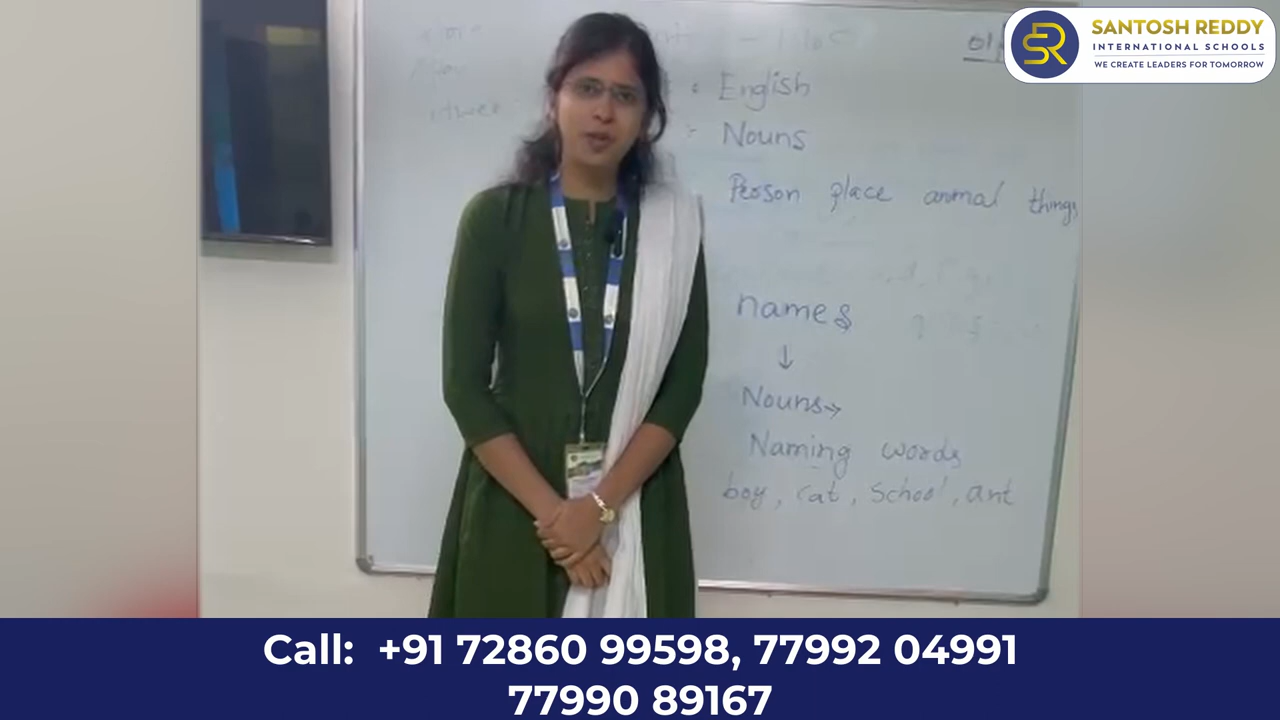 SANTOSH REDDY
INTERNATIONAL SCHOOLS
WE CREATE LEADERS FOR TOMORROW
English
Nouns
Person place animal things
names
↓
Nouns→
Naming words
boy, cat, School, ant
Call: +91 72860 99598, 77992 04991
77990 89167